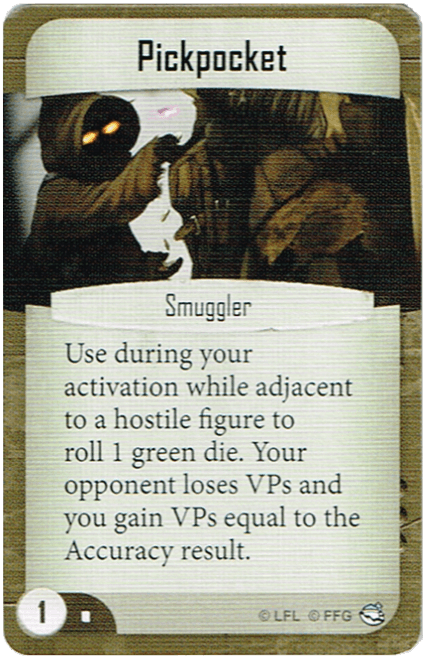 Pickpocket
Smuggler
Use during your
activation while adjacent
to a hostile figure to
roll 1 green die. Your
opponent loses VPs and
you gain VPs equal to the
Accuracy result.
1
© LFL © FFG